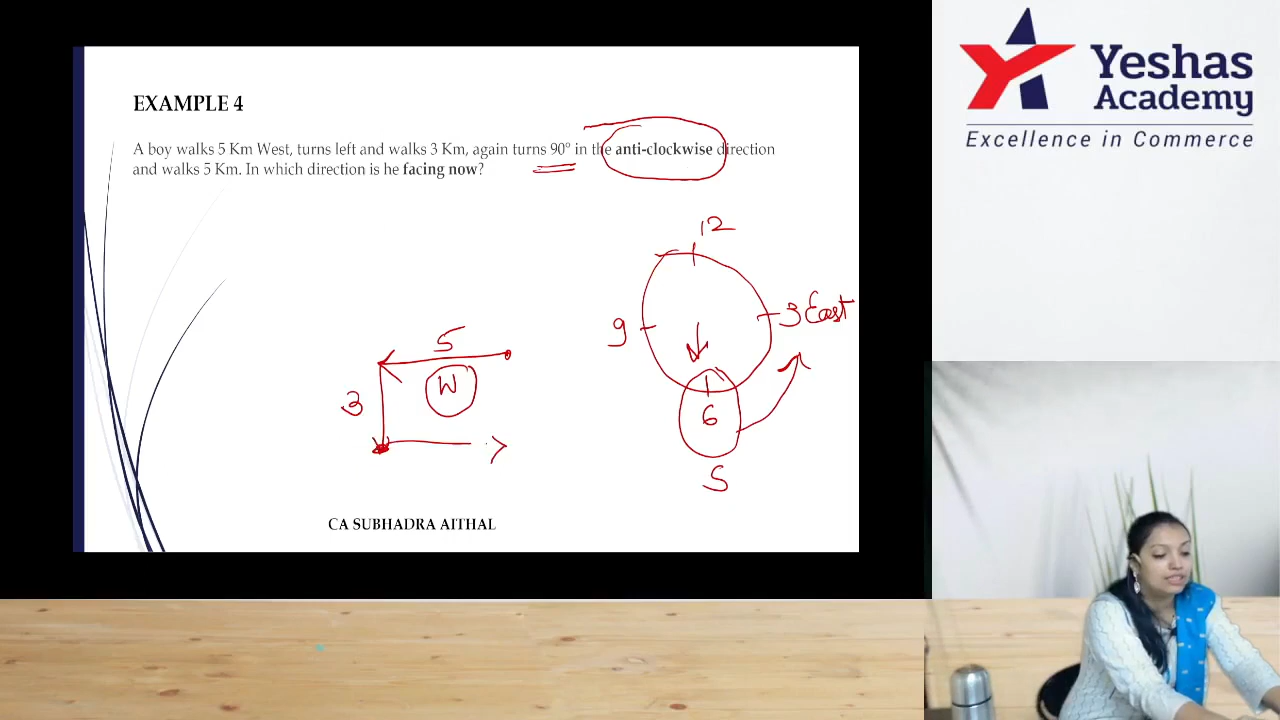 EXAMPLE 4
A boy walks 5 Km West, turns left and walks 3 Km, again turns 90° in the anti-clockwise direction
and walks 5 Km. In which direction is he facing now?
12
9
3 East
6
S
5
W
3
CA SUBHADRA AITHAL
Yeshas
Academy
Excellence in Commerce